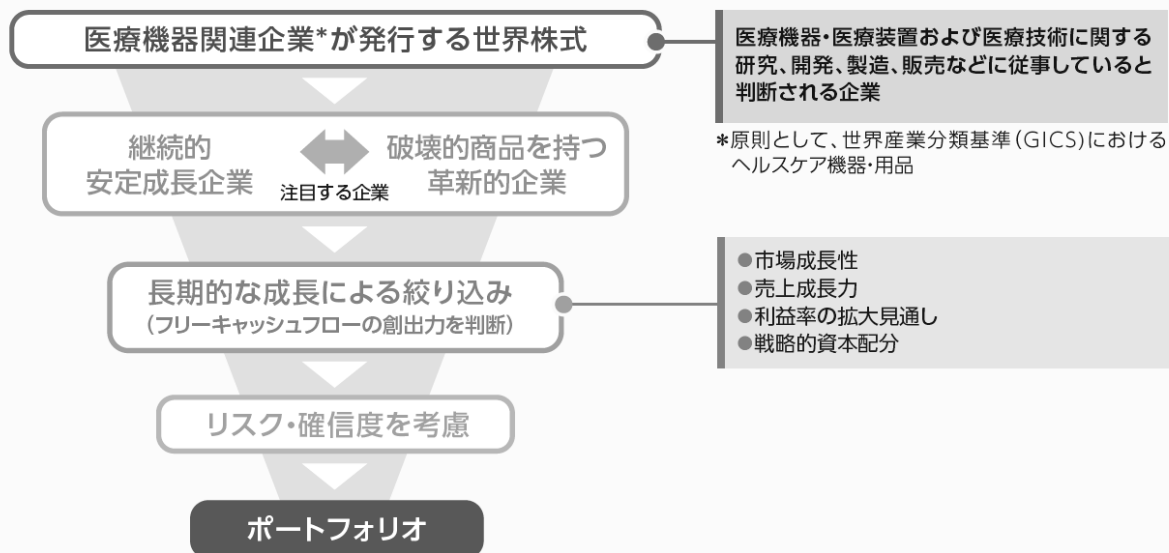 医療機器関連企業*が発行する世界株式
医療機器・医療装置および医療技術に関する
研究、開発、製造、販売などに従事していると
判断される企業
*原則として、世界産業分類基準(GICS)における
ヘルスケア機器・用品
継続的
安定成長企業
注目する企業
破壊的商品を持つ
革新的企業
長期的な成長による絞り込み
(フリーキャッシュフローの創出力を判断)
●市場成長性
●売上成長力
●利益率の拡大見通し
●戦略的資本配分
リスク・確信度を考慮
ポートフォリオ